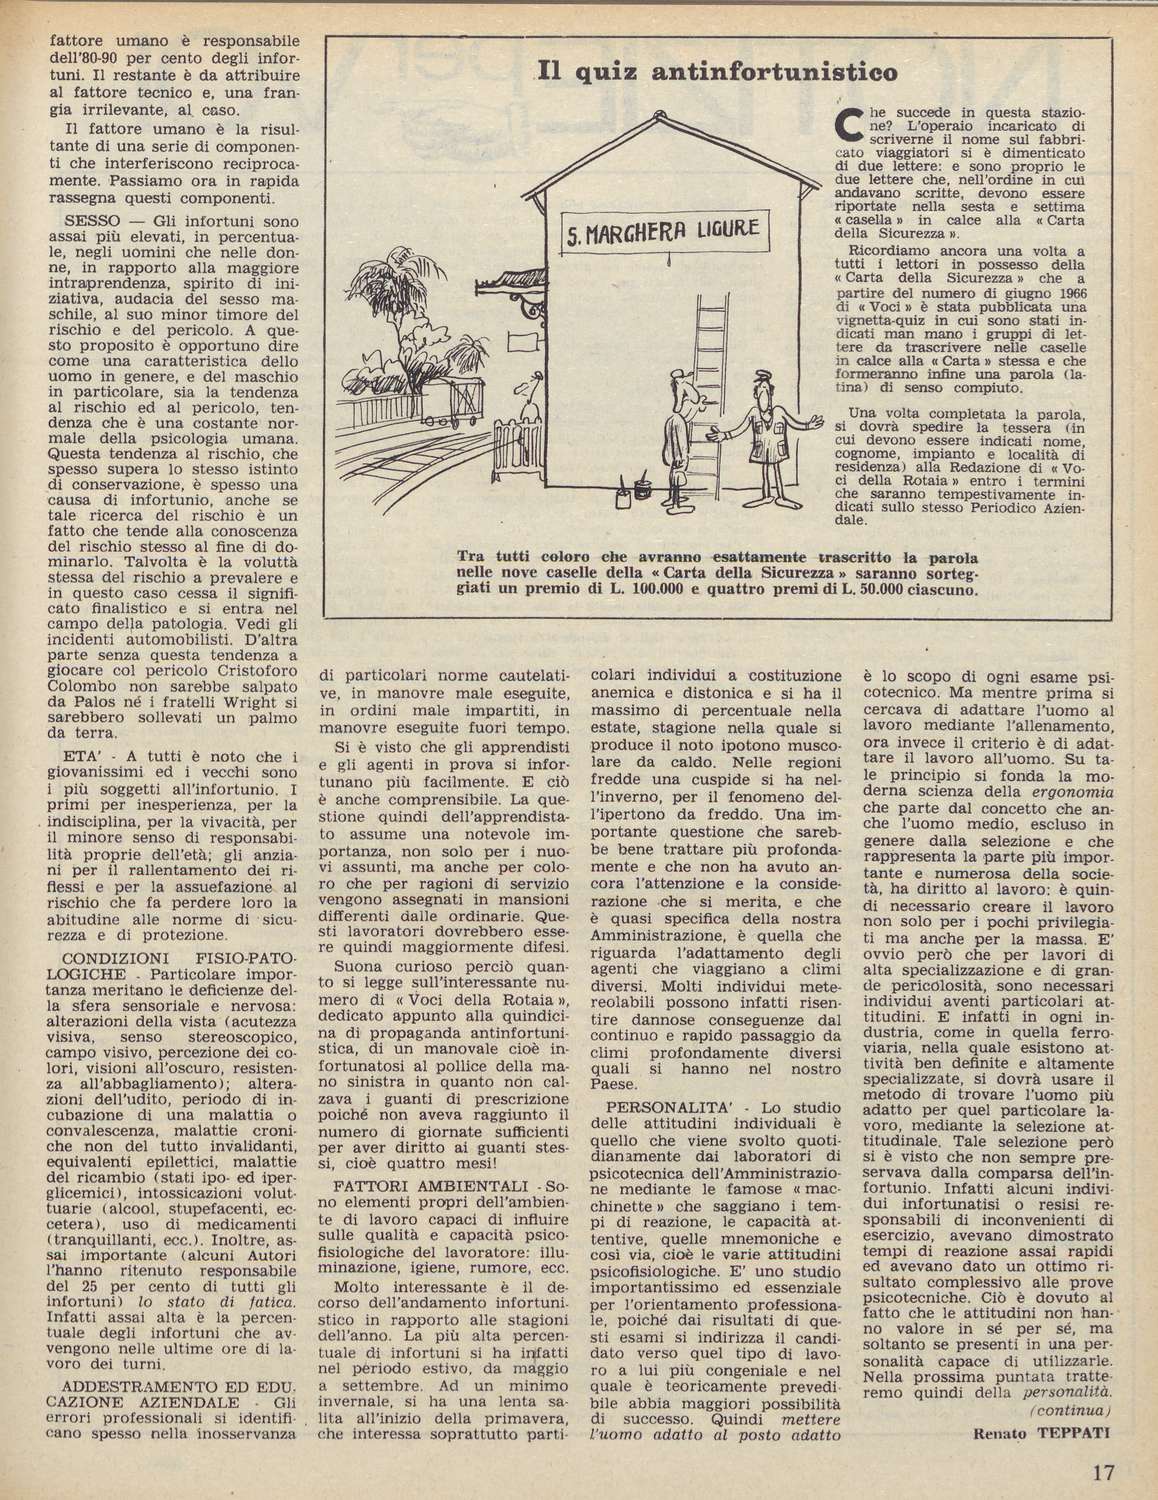 fattore umano è responsabile
dell'80-90 per cento degli infor-
tuni. Il restante è da attribuire
al fattore tecnico e, una fran-
gia irrilevante, al caso.
Il fattore umano è la risul-
tante di una serie di componen-
ti che interferiscono reciproca-
mente. Passiamo ora in rapida
rassegna questi componenti.
SESSO — Gli infortuni sono
assai più elevati, in percentua-
le, negli uomini che nelle don-
ne, in rapporto alla maggiore
intraprendenza, spirito di ini-
ziativa, audacia del sesso ma-
schile, al suo minor timore del
rischio e del pericolo. A que-
sto proposito è opportuno dire
come una caratteristica dello
uomo in genere, e del maschio
in particolare, sia la tendenza
al rischio ed al pericolo, ten-
denza che è una costante nor-
male della psicologia umana.
Questa tendenza al rischio, che
spesso supera lo stesso istinto
di conservazione, è spesso una
causa di infortunio, anche se
tale ricerca del rischio è un
fatto che tende alla conoscenza
del rischio stesso al fine di do-
minarlo. Talvolta è la voluttà
stessa del rischio a prevalere e
in questo caso cessa il signifi-
cato finalistico e si entra nel
campo della patologia. Vedi gli
incidenti automobilisti. D'altra
parte senza questa tendenza a
giocare col pericolo Cristoforo
Colombo non sarebbe salpato
da Palos né i fratelli Wright si
sarebbero sollevati un palmo
da terra.
ETA' - A tutti è noto che i
giovanissimi ed i vecchi sono
i più soggetti all'infortunio. I
primi per inesperienza, per la
indisciplina, per la vivacità, per
il minore senso di responsabi-
lità proprie dell'età; gli anzia-
ni per il rallentamento dei ri-
flessi e per la assuefazione al
rischio che fa perdere loro la
abitudine alle norme di sicu-
rezza e di protezione.
CONDIZIONI FISIO-PATO-
LOGICHE - Particolare impor-
tanza meritano le deficienze del-
la sfera sensoriale e nervosa:
alterazioni della vista (acutezza
visiva, senso stereoscopico,
campo visivo, percezione dei co-
lori, visioni all'oscuro, resisten-
za all'abbagliamento); altera-
zioni dell'udito, periodo di in-
cubazione di una malattia o
convalescenza, malattie croni-
che non del tutto invalidanti,
equivalenti epilettici, malattie
del ricambio (stati ipo- ed iper-
glicemici), intossicazioni volut-
tuarie (alcool, stupefacenti, ec-
cetera), uso di medicamenti
(tranquillanti, ecc.). Inoltre, as-
sai importante (alcuni Autori
l'hanno ritenuto responsabile
del 25 per cento di tutti gli
infortuni) lo stato di fatica.
Infatti assai alta è la percen-
tuale degli infortuni che av-
vengono nelle ultime ore di la-
voro dei turni.
ADDESTRAMENTO ED EDU-
CAZIONE AZIENDALE - Gli
errori professionali si identifi-
cano spesso nella inosservanza
Il quiz antinfortunistico
S. MARGHERA LIGURE
Che succede in questa stazio-
ne? L'operaio incaricato di
scriverne il nome sul fabbri-
cato viaggiatori si è dimenticato
di due lettere: e sono proprio le
due lettere che, nell'ordine in cui
andavano scritte, devono essere
riportate nella sesta e settima
« casella » in calce alla « Carta
della Sicurezza ».
Ricordiamo ancora una volta a
tutti i lettori in possesso della
« Carta della Sicurezza » che a
partire del numero di giugno 1966
di « Voci » è stata pubblicata una
vignetta-quiz in cui sono stati in-
dicati man mano i gruppi di let-
tere da trascrivere nelle caselle
in calce alla « Carta » stessa e che
formeranno infine una parola (la-
tina) di senso compiuto.
Una volta completata la parola,
si dovrà spedire la tessera (in
cui devono essere indicati nome,
cognome, impianto e località di
residenza) alla Redazione di « Vo-
ci della Rotaia » entro i termini
che saranno tempestivamente in-
dicati sullo stesso Periodico Azien-
dale.
Tra tutti coloro che avranno esattamente trascritto la parola
nelle nove caselle della « Carta della Sicurezza » saranno sorteg-
giati un premio di L. 100.000 e quattro premi di L. 50.000 ciascuno.
di particolari norme cautelati-
ve, in manovre male eseguite,
in ordini male impartiti, in
manovre eseguite fuori tempo.
Si è visto che gli apprendisti
e gli agenti in prova si infor-
tunano più facilmente. E ciò
è anche comprensibile. La que-
stione quindi dell'apprendista-
to assume una notevole im-
portanza, non solo per i nuo-
vi assunti, ma anche per colo-
ro che per ragioni di servizio
vengono assegnati in mansioni
differenti dalle ordinarie. Que-
sti lavoratori dovrebbero esse-
re quindi maggiormente difesi.
Suona curioso perciò quan-
to si legge sull'interessante nu-
mero di « Voci della Rotaia »,
dedicato appunto alla quindici-
na di propaganda antinfortuni-
stica, di un manovale cioè in-
fortunatosi al pollice della ma-
no sinistra in quanto non cal-
zava i guanti di prescrizione
poiché non aveva raggiunto il
numero di giornate sufficienti
per aver diritto ai guanti stes-
si, cioè quattro mesi!
FATTORI AMBIENTALI - So-
no elementi propri dell'ambien-
te di lavoro capaci di influire
sulle qualità e capacità psico-
fisiologiche del lavoratore: illu-
minazione, igiene, rumore, ecc.
Molto interessante è il de-
corso dell'andamento infortuni-
stico in rapporto alle stagioni
dell'anno. La più alta percen-
tuale di infortuni si ha infatti
nel periodo estivo, da maggio
a settembre. Ad un minimo
invernale, si ha una lenta sa-
lita all'inizio della primavera,
che interessa soprattutto parti-
colari individui a costituzione
anemica e distonica e si ha il
massimo di percentuale nella
estate, stagione nella quale si
produce il noto ipotono musco-
lare da caldo. Nelle regioni
fredde una cuspide si ha nel-
l'inverno, per il fenomeno del-
l'ipertono da freddo. Una im-
portante questione che sareb-
be bene trattare più profonda-
mente e che non ha avuto an-
cora l'attenzione e la conside-
razione che si merita, e che
è quasi specifica della nostra
Amministrazione, è quella che
riguarda l'adattamento degli
agenti che viaggiano a climi
diversi. Molti individui mete-
reolabili possono infatti risen-
tire dannose conseguenze dal
continuo e rapido passaggio da
climi profondamente diversi
quali si hanno nel nostro
Paese.
PERSONALITA' - Lo studio
delle attitudini individuali è
quello che viene svolto quoti-
dianamente dai laboratori di
psicotecnica dell'Amministrazio-
ne mediante le famose « mac-
chinette » che saggiano i tem-
pi di reazione, le capacità at-
tentive, quelle mnemoniche e
così via, cioè le varie attitudini
psicofisiologiche. E' uno studio
importantissimo ed essenziale
per l'orientamento professiona-
le, poiché dai risultati di que-
sti esami si indirizza il candi-
dato verso quel tipo di lavo-
ro a lui più congeniale e nel
quale è teoricamente prevedi-
bile abbia maggiori possibilità
di successo. Quindi mettere
l'uomo adatto al posto adatto
è lo scopo di ogni esame psi-
cotecnico. Ma mentre prima si
cercava di adattare l'uomo al
lavoro mediante l'allenamento,
ora invece il criterio è di adat-
tare il lavoro all'uomo. Su ta-
le principio si fonda la mo-
derna scienza della ergonomia
che parte dal concetto che an-
che l'uomo medio, escluso in
genere dalla selezione e che
rappresenta la parte più impor-
tante e numerosa della socie-
tà, ha diritto al lavoro: è quin-
di necessario creare il lavoro
non solo per i pochi privilegia-
ti ma anche per la massa. E'
ovvio però che per lavori di
alta specializzazione e di gran-
de pericolosità, sono necessari
individui aventi particolari at-
titudini. E infatti in ogni in-
dustria, come in quella ferro-
viaria, nella quale esistono at-
tività ben definite e altamente
specializzate, si dovrà usare il
metodo di trovare l'uomo più
adatto per quel particolare la-
voro, mediante la selezione at-
titudinale. Tale selezione però
si è visto che non sempre pre-
servava dalla comparsa dell'in-
fortunio. Infatti alcuni indivi-
dui infortunatisi o resisi re-
sponsabili di inconvenienti di
esercizio, avevano dimostrato
tempi di reazione assai rapidi
ed avevano dato un ottimo ri-
sultato complessivo alle prove
psicotecniche. Ciò è dovuto al
fatto che le attitudini non han-
no valore in sé per sé, ma
soltanto se presenti in una per-
sonalità capace di utilizzarle.
Nella prossima puntata tratte-
remo quindi della personalità.
(continua)
Renato TEPPATI
17